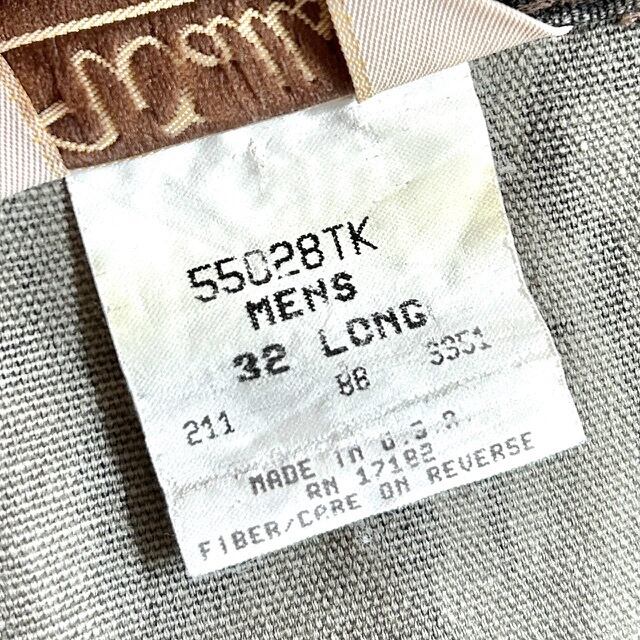 55028TK
MENS
32 LONG
211 88 3351
MADE IN U.S.A.
RN 17182
FIBER/CARE ON REVERSE